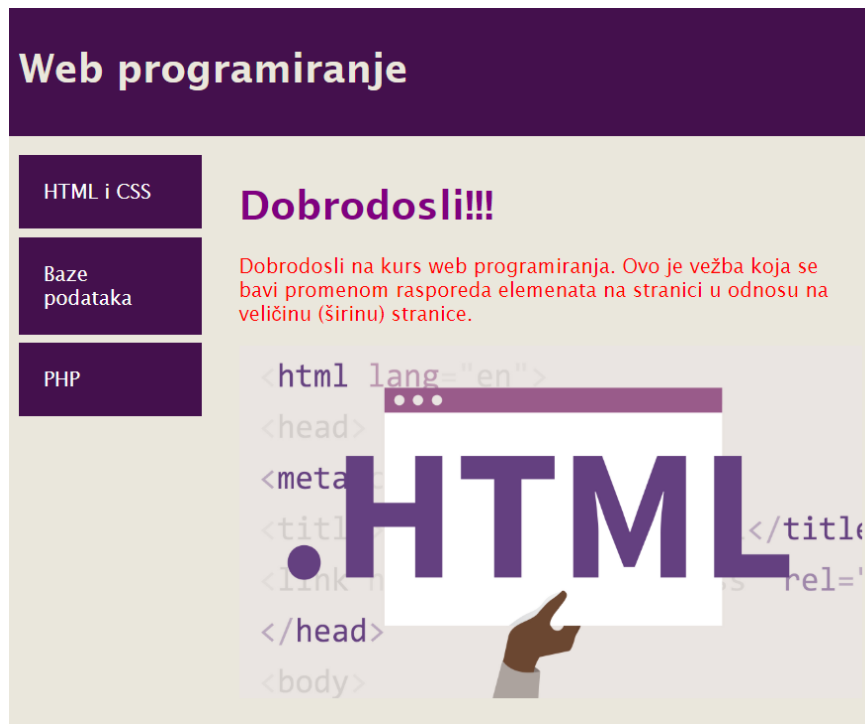 Web programiranje
HTML i CSS
Baze
podataka
PHP
Dobrodosli!!!
Dobrodosli na kurs web programiranja. Ovo je vežba koja se
bavi promenom rasporeda elemenata na stranici u odnosu na
veličinu (širinu) stranice.
<html lang="en">
<head>
<meta
.HTML
</title
rel="
</head>
<body>